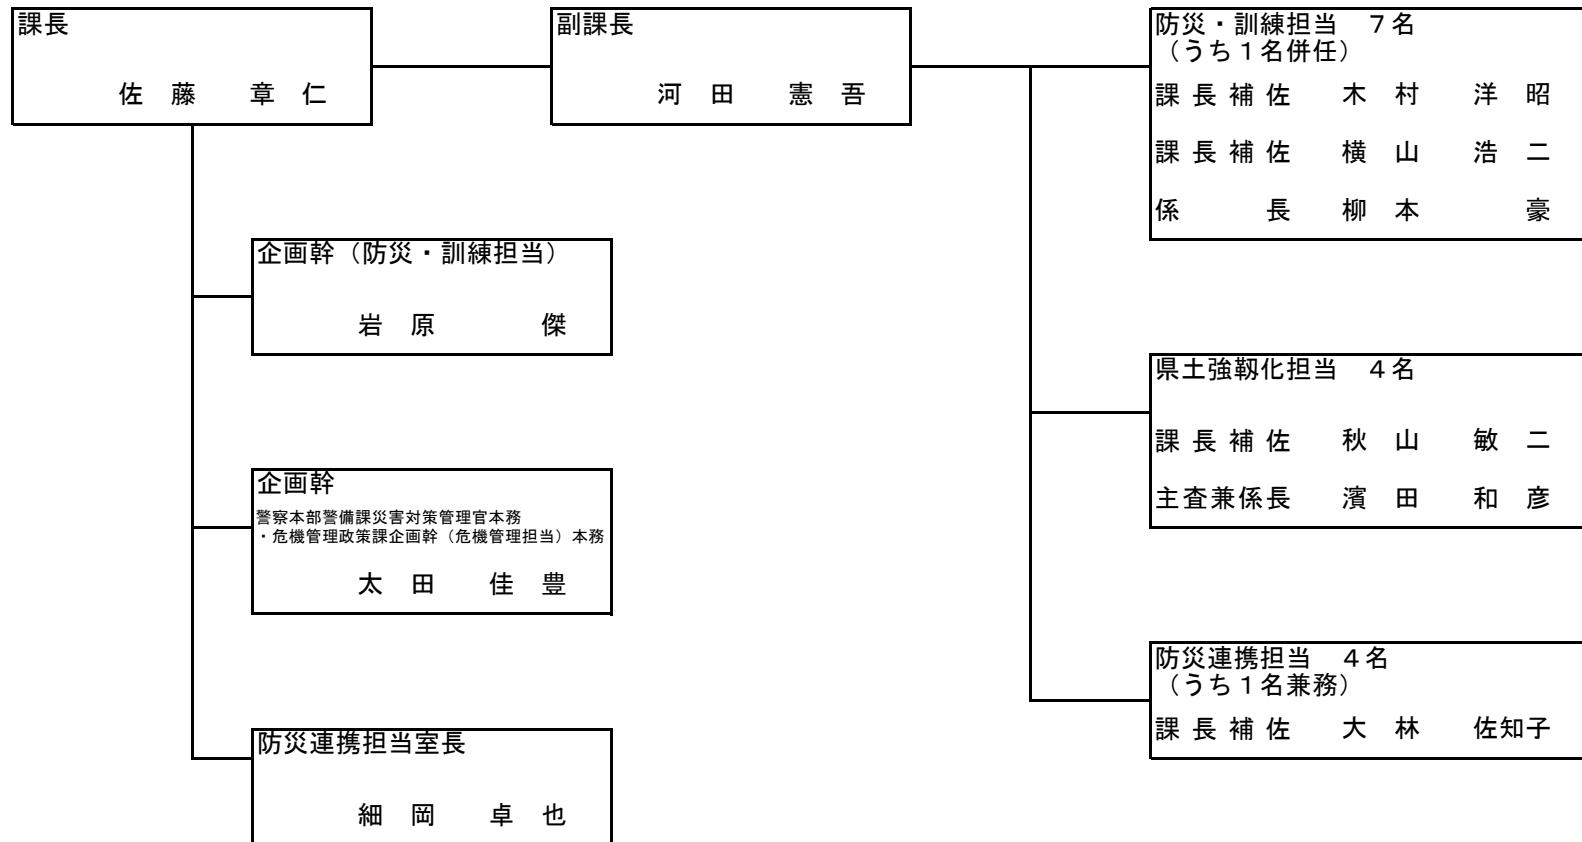 課長
佐藤 章仁
副課長
河田 憲吾
防災・訓練担当 ７名
（うち１名併任）
課長補佐 木村 洋昭
課長補佐 横山 浩二
係長 柳本 豪
企画幹（防災・訓練担当）
岩原 傑
県土強靱化担当 ４名
課長補佐 秋山 敏二
主査兼係長 濱田 和彦
企画幹
警察本部警備課災害対策管理官本務
・危機管理政策課企画幹（危機管理担当）本務
太田 佳豊
防災連携担当 ４名
（うち１名兼務）
課長補佐 大林 佐知子
防災連携担当室長
細岡 卓也